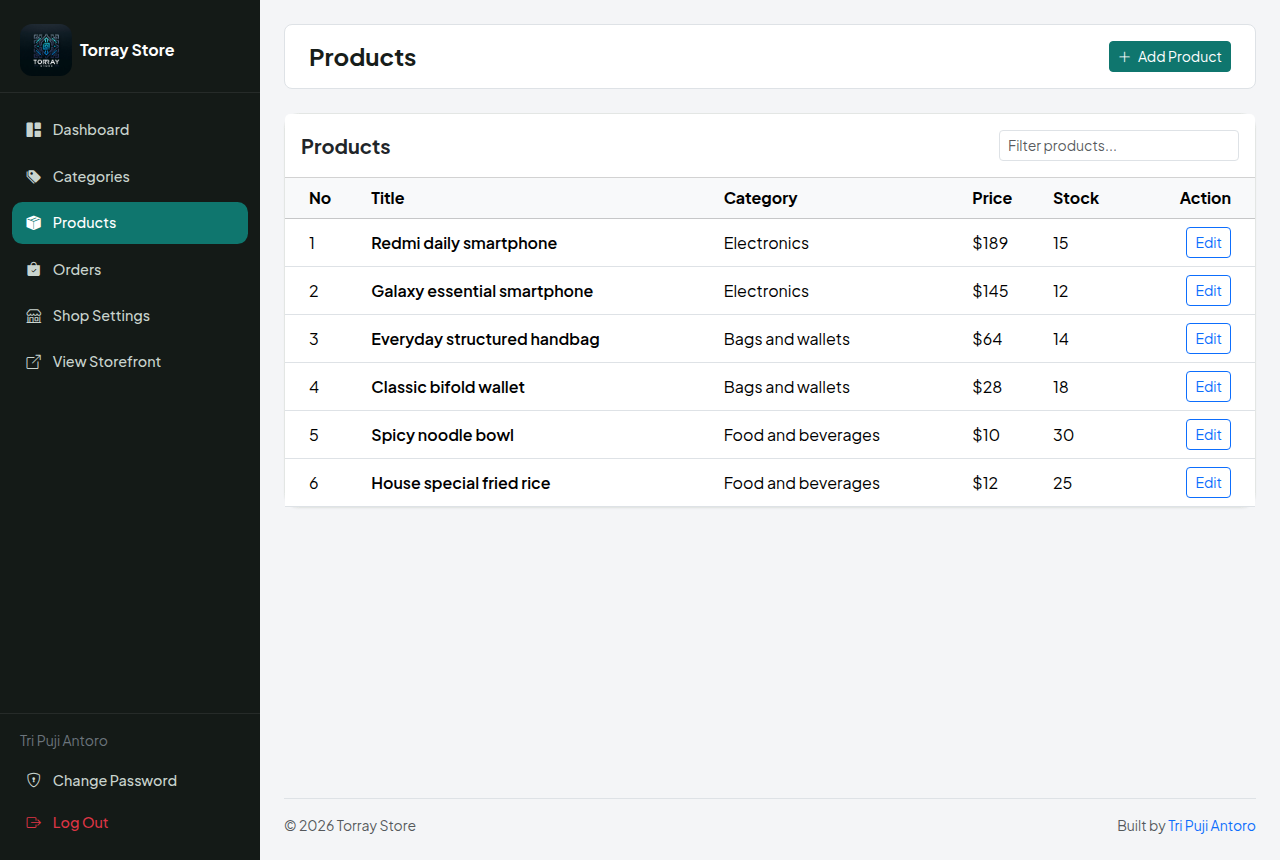 TORRAY
STORE
Torray Store
Dashboard
Categories
Products
Orders
Shop Settings
View Storefront
Tri Puji Antoro
Change Password
Log Out
Products
+ Add Product
Products
Filter products...
No Title Category Price Stock Action
1 Redmi daily smartphone Electronics $189 15 Edit
2 Galaxy essential smartphone Electronics $145 12 Edit
3 Everyday structured handbag Bags and wallets $64 14 Edit
4 Classic bifold wallet Bags and wallets $28 18 Edit
5 Spicy noodle bowl Food and beverages $10 30 Edit
6 House special fried rice Food and beverages $12 25 Edit
© 2026 Torray Store
Built by Tri Puji Antoro